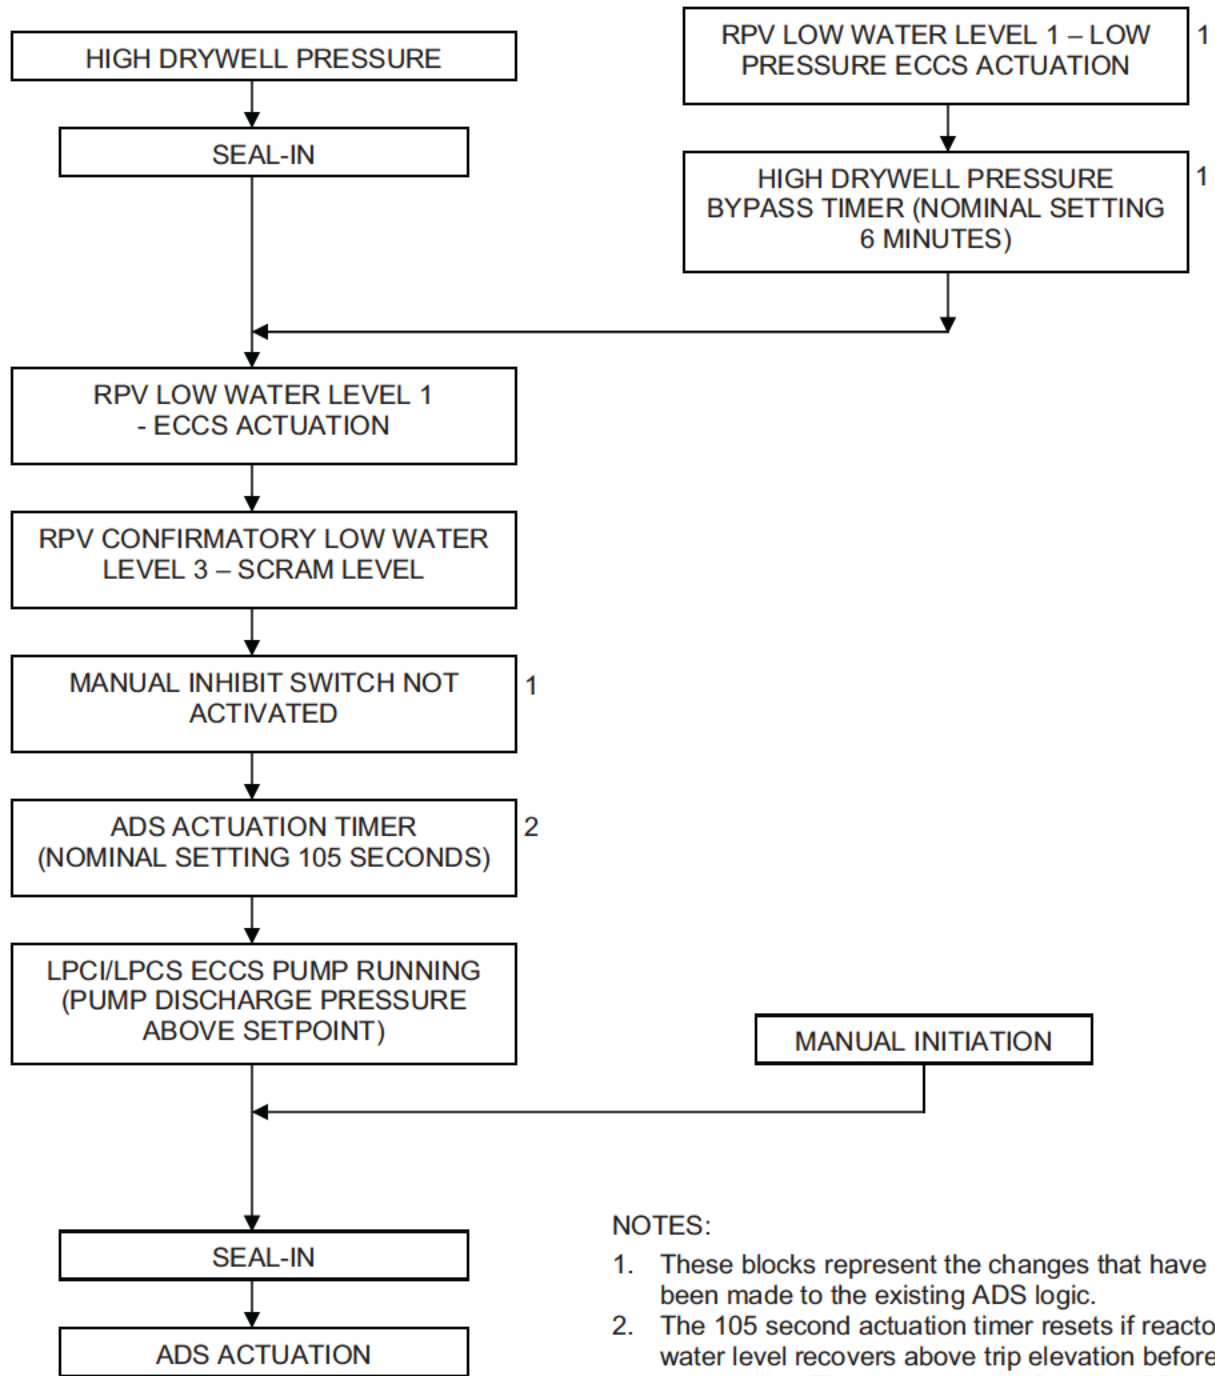 HIGH DRYWELL PRESSURE
SEAL-IN
RPV LOW WATER LEVEL 1 – LOW
PRESSURE ECCS ACTUATION
1
HIGH DRYWELL PRESSURE
BYPASS TIMER (NOMINAL SETTING
6 MINUTES)
1
RPV LOW WATER LEVEL 1
- ECCS ACTUATION
RPV CONFIRMATORY LOW WATER
LEVEL 3 – SCRAM LEVEL
MANUAL INHIBIT SWITCH NOT
ACTIVATED
1
ADS ACTUATION TIMER
(NOMINAL SETTING 105 SECONDS)
2
LPCI/LPCS ECCS PUMP RUNNING
(PUMP DISCHARGE PRESSURE
ABOVE SETPOINT)
MANUAL INITIATION
SEAL-IN
ADS ACTUATION
NOTES:
1. These blocks represent the changes that have
been made to the existing ADS logic.
2. The 105 second actuation timer resets if reacto
water level recovers above trip elevation before